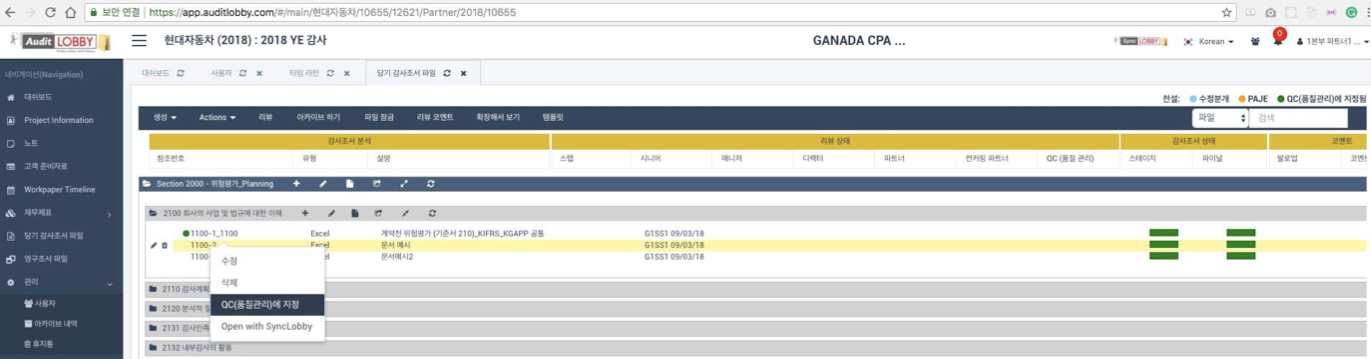 보안 연결 | https://app.auditlobby.com/#/main/현대자동차/10655/12621/Partner/2018/10655
Audit LOBBY
현대자동차 (2018) : 2018 YE 감사
GANADA CPA ...
Sync LOBBY
Korean
0
1본부 파트너1 ...
네비게이션(Navigation)
대쉬보드
Project Information
노트
고객 준비자료
Workpaper Timeline
재무제표
당기 감사조서 파일
영구조서 파일
관리
사용자
아카이브 내역
휴지통
대쉬보드
사용자
타임 라인
당기 감사조서 파일
전설: 수정분개 PAJE QC(품질관리)에 지정됨
생성 Actions 리뷰 아카이브 하기 파일 잠금 리뷰 코멘트 확장해서 보기 템플릿
파일 검색
감사조서 분석 리뷰 상태 감사조서 상태 코멘트
참조번호 유형 설명 스탭 시니어 매니자 디렉터 파트너 컨커링 파트너 QC (품질 관리) 스테이지 파이널 팔로업
Section 2000 - 위험평가_Planning
2100 회사의 사업 및 법규에 대한 이해
1100-1_1100 Excel 계약전 위험평가 (기준서 210)_KIFRS_KGAPP 공통 G1SS1 09/03/18
1100-2 Excel 문서 예시 G1SS1 09/03/18
1100 문서예시2 G1SS1 09/03/18
수정
삭제
QC(품질관리)에 지정
Open with SyncLobby
2110 감사계획
2120 분석적
2131 감사인측
2132 내부감사의 활용